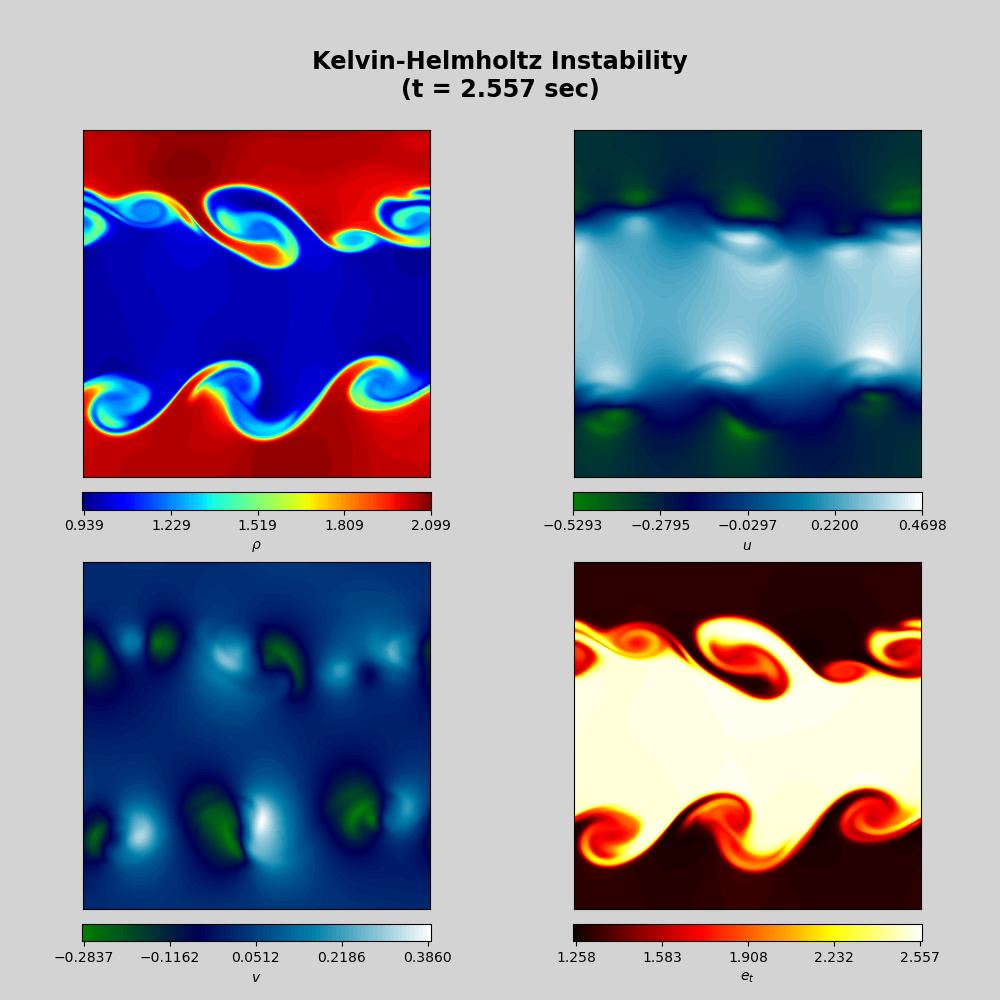 Kelvin-Helmholtz Instability
(t = 2.557 sec)
0.939 1.229 1.519 1.809 2.099
ρ
−0.5293 −0.2795 −0.0297 0.2200 0.4698
u
−0.2837 −0.1162 0.0512 0.2186 0.3860
v
1.258 1.583 1.908 2.232 2.557
e_t